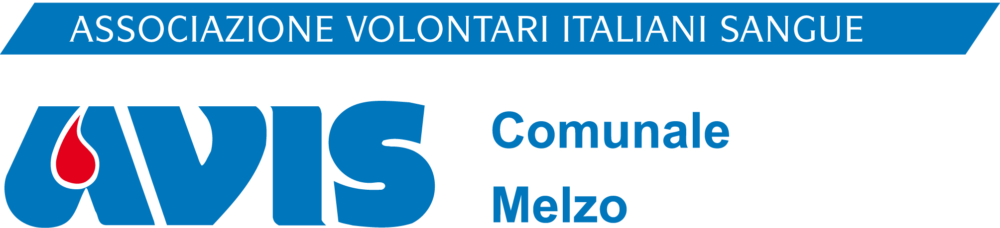 ASSOCIAZIONE VOLONTARI ITALIANI SANGUE
AVIS
Comunale
Melzo